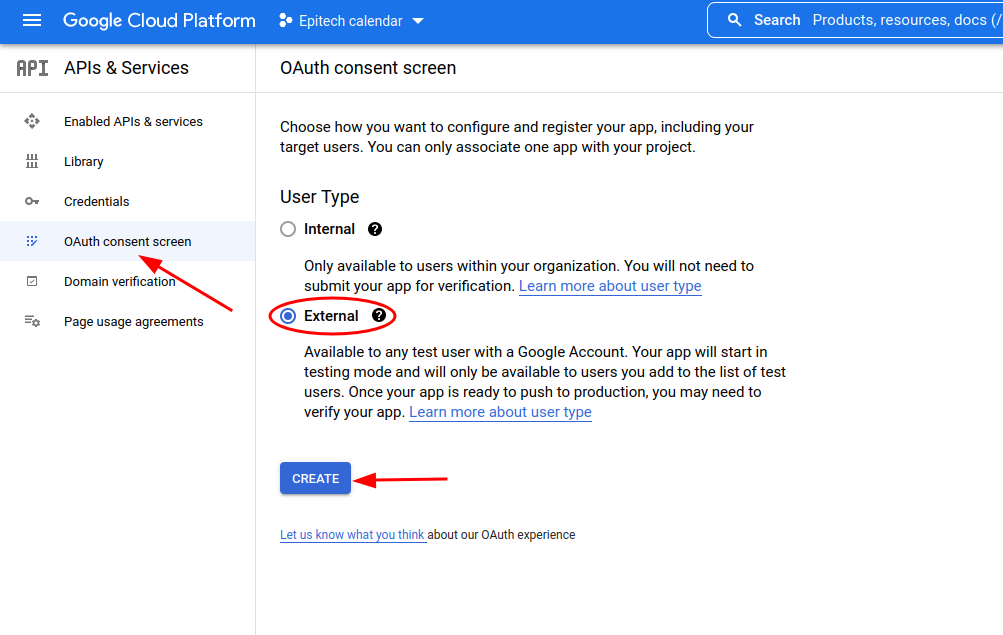 Google Cloud Platform
Epitech calendar
Search Products, resources, docs (/
API APIs & Services
OAuth consent screen
Enabled APIs & services
Library
Credentials
OAuth consent screen
Domain verification
Page usage agreements
Choose how you want to configure and register your app, including your
target users. You can only associate one app with your project.
User Type
Internal ?
Only available to users within your organization. You will not need to
submit your app for verification. Learn more about user type
External ?
Available to any test user with a Google Account. Your app will start in
testing mode and will only be available to users you add to the list of test
users. Once your app is ready to push to production, you may need to
verify your app. Learn more about user type
CREATE
Let us know what you think about our OAuth experience